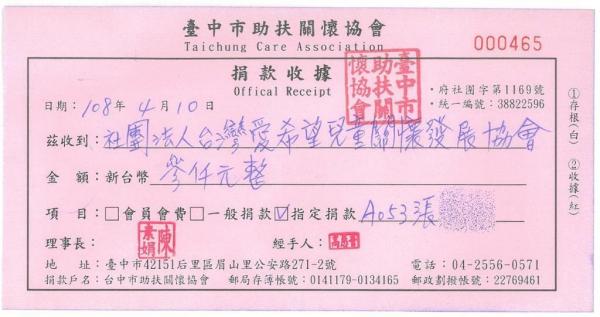 臺中市助扶關懷協會
Taichung Care Association
000465
捐款收據
Offical Receipt
臺中市助扶關懷協會
・府社團字第1169號
・統一編號：38822596
日期：108年4月10日
茲收到：社團法人台灣愛希望兒童關懷發展協會
金額：新台幣 參仟元整
項目：□會員會費□一般捐款☑指定捐款 A053張
理事長：陳素娟
經手人：
地址：臺中市42151后里區眉山里公安路271-2號
電話：04-2556-0571
捐款戶名：台中市助扶關懷協會
郵局存簿帳號：0141179-0134165
郵政劃撥帳號：22769461
①存根(白)
②收據(紅)